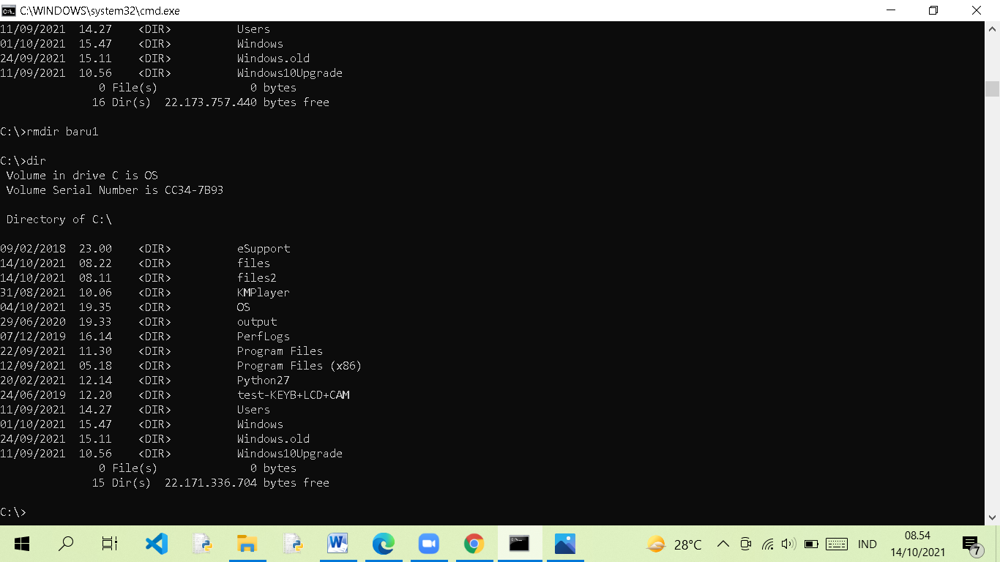 C:\WINDOWS\system32\cmd.exe
11/09/2021  14.27    <DIR>          Users
01/10/2021  15.47    <DIR>          Windows
24/09/2021  15.11    <DIR>          Windows.old
11/09/2021  10.56    <DIR>          Windows10Upgrade
               0 File(s)              0 bytes
              16 Dir(s)  22.173.757.440 bytes free
C:\>rmdir baru1
C:\>dir
 Volume in drive C is OS
 Volume Serial Number is CC34-7B93
 Directory of C:\
09/02/2018  23.00    <DIR>          eSupport
14/10/2021  08.22    <DIR>          files
14/10/2021  08.11    <DIR>          files2
31/08/2021  10.06    <DIR>          KMPlayer
04/10/2021  19.35    <DIR>          OS
29/06/2020  19.33    <DIR>          output
07/12/2019  16.14    <DIR>          PerfLogs
22/09/2021  11.30    <DIR>          Program Files
12/09/2021  05.18    <DIR>          Program Files (x86)
20/02/2021  12.14    <DIR>          Python27
24/06/2019  12.20    <DIR>          test-KEYB+LCD+CAM
11/09/2021  14.27    <DIR>          Users
01/10/2021  15.47    <DIR>          Windows
24/09/2021  15.11    <DIR>          Windows.old
11/09/2021  10.56    <DIR>          Windows10Upgrade
               0 File(s)              0 bytes
              15 Dir(s)  22.171.336.704 bytes free
C:\>
28°C
IND
08.54
14/10/2021
7